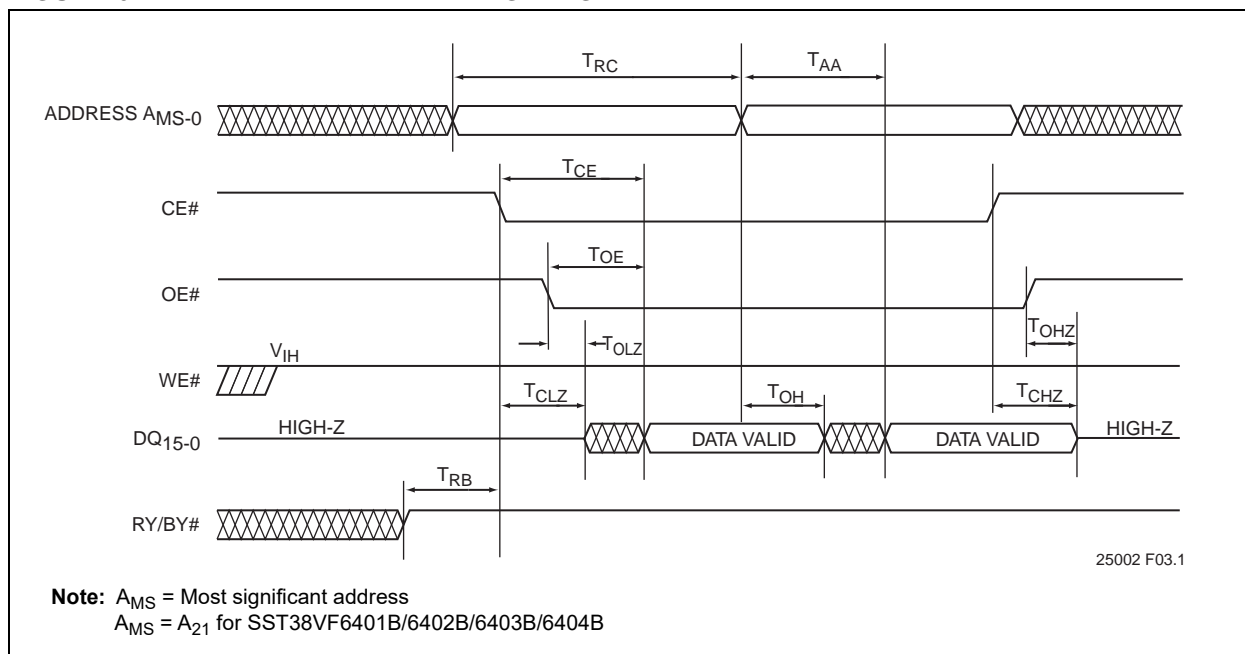 TRC
TAA
ADDRESS AMS-0
TCE
CE#
TOE
OE#
TOHZ
TOLZ
VIH
WE#
TCLZ
TOH
TCHZ
DQ15-0
HIGH-Z
DATA VALID
DATA VALID
HIGH-Z
TRB
RY/BY#
25002 F03.1
Note: AMS = Most significant address
AMS = A21 for SST38VF6401B/6402B/6403B/6404B